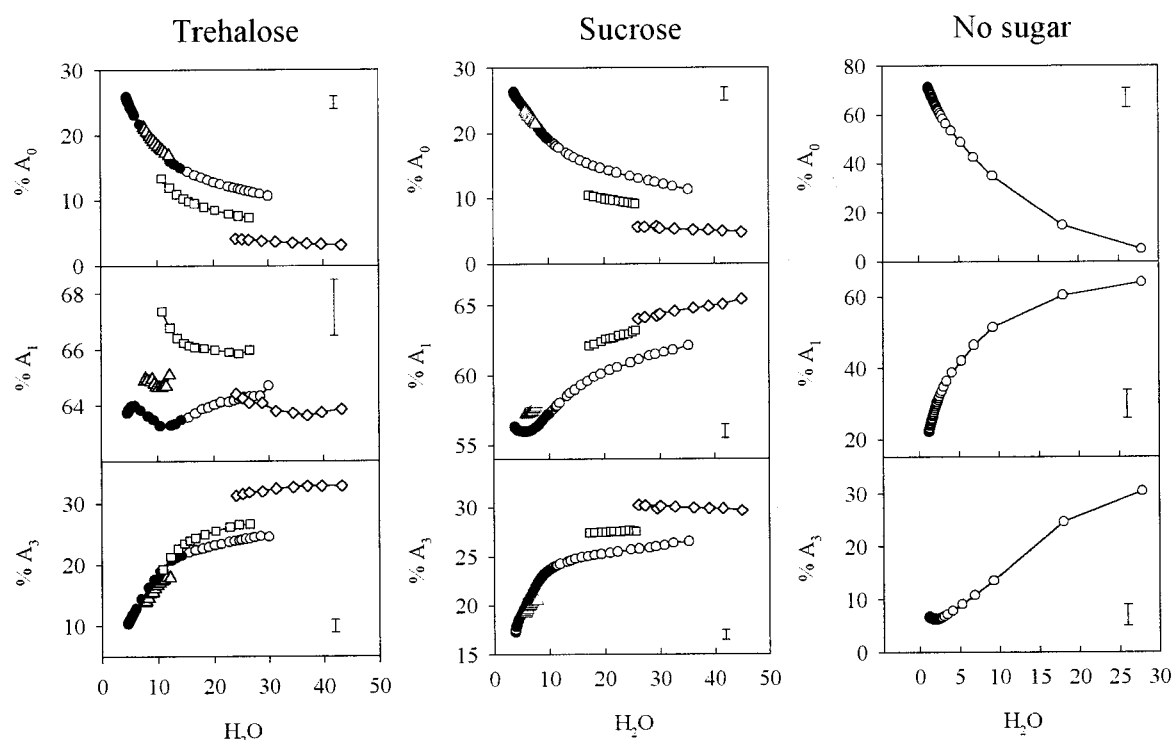 Trehalose Sucrose No sugar
30 30 80
% A0 20 % A0 20 % A0 60
40
10 10 20
0 0 0
68 65 60
% A1 66 % A1 60 % A1 40
64 55 20
30 30 30
% A3 20 % A3 25 % A3 20
20 10
10 15 0
0 10 20 30 40 50 0 10 20 30 40 50 0 5 10 15 20 25 30
H2O H2O H2O